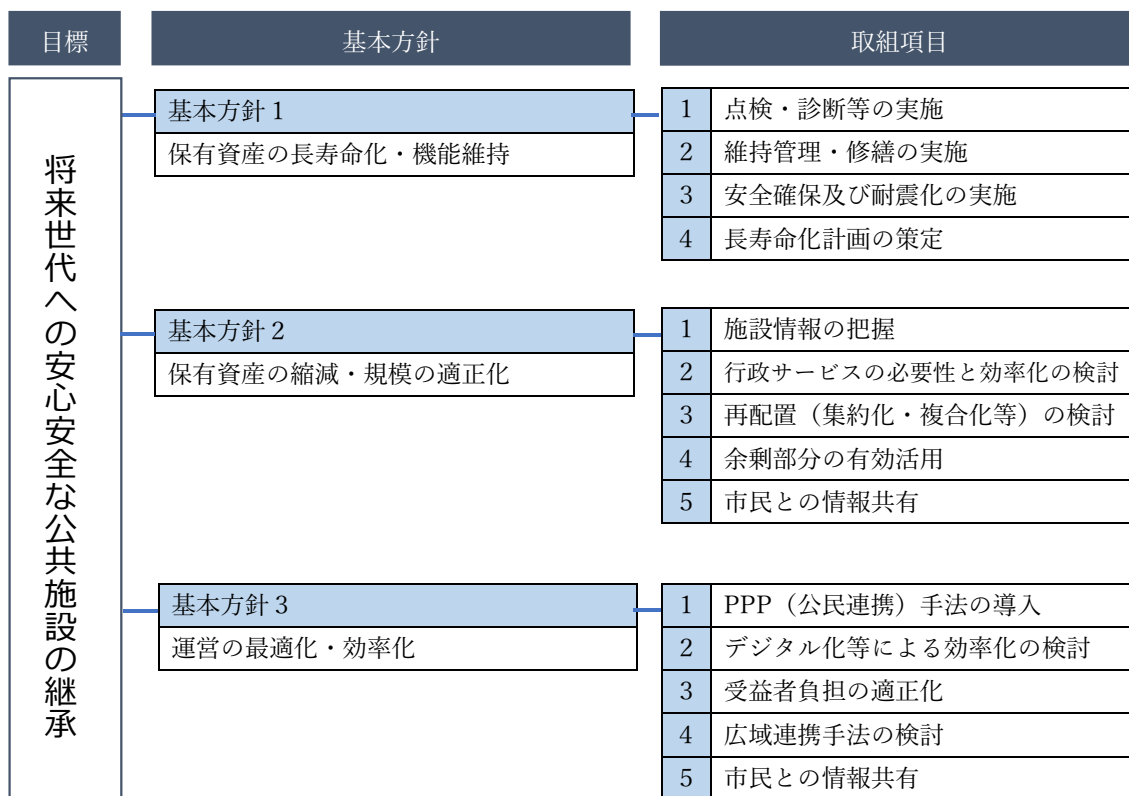 目標
基本方針
取組項目
将来世代への安心安全な公共施設の継承
基本方針1
保有資産の長寿命化・機能維持
1 点検・診断等の実施
2 維持管理・修繕の実施
3 安全確保及び耐震化の実施
4 長寿命化計画の策定
基本方針2
保有資産の縮減・規模の適正化
1 施設情報の把握
2 行政サービスの必要性と効率化の検討
3 再配置（集約化・複合化等）の検討
4 余剰部分の有効活用
5 市民との情報共有
基本方針3
運営の最適化・効率化
1 PPP（公民連携）手法の導入
2 デジタル化等による効率化の検討
3 受益者負担の適正化
4 広域連携手法の検討
5 市民との情報共有